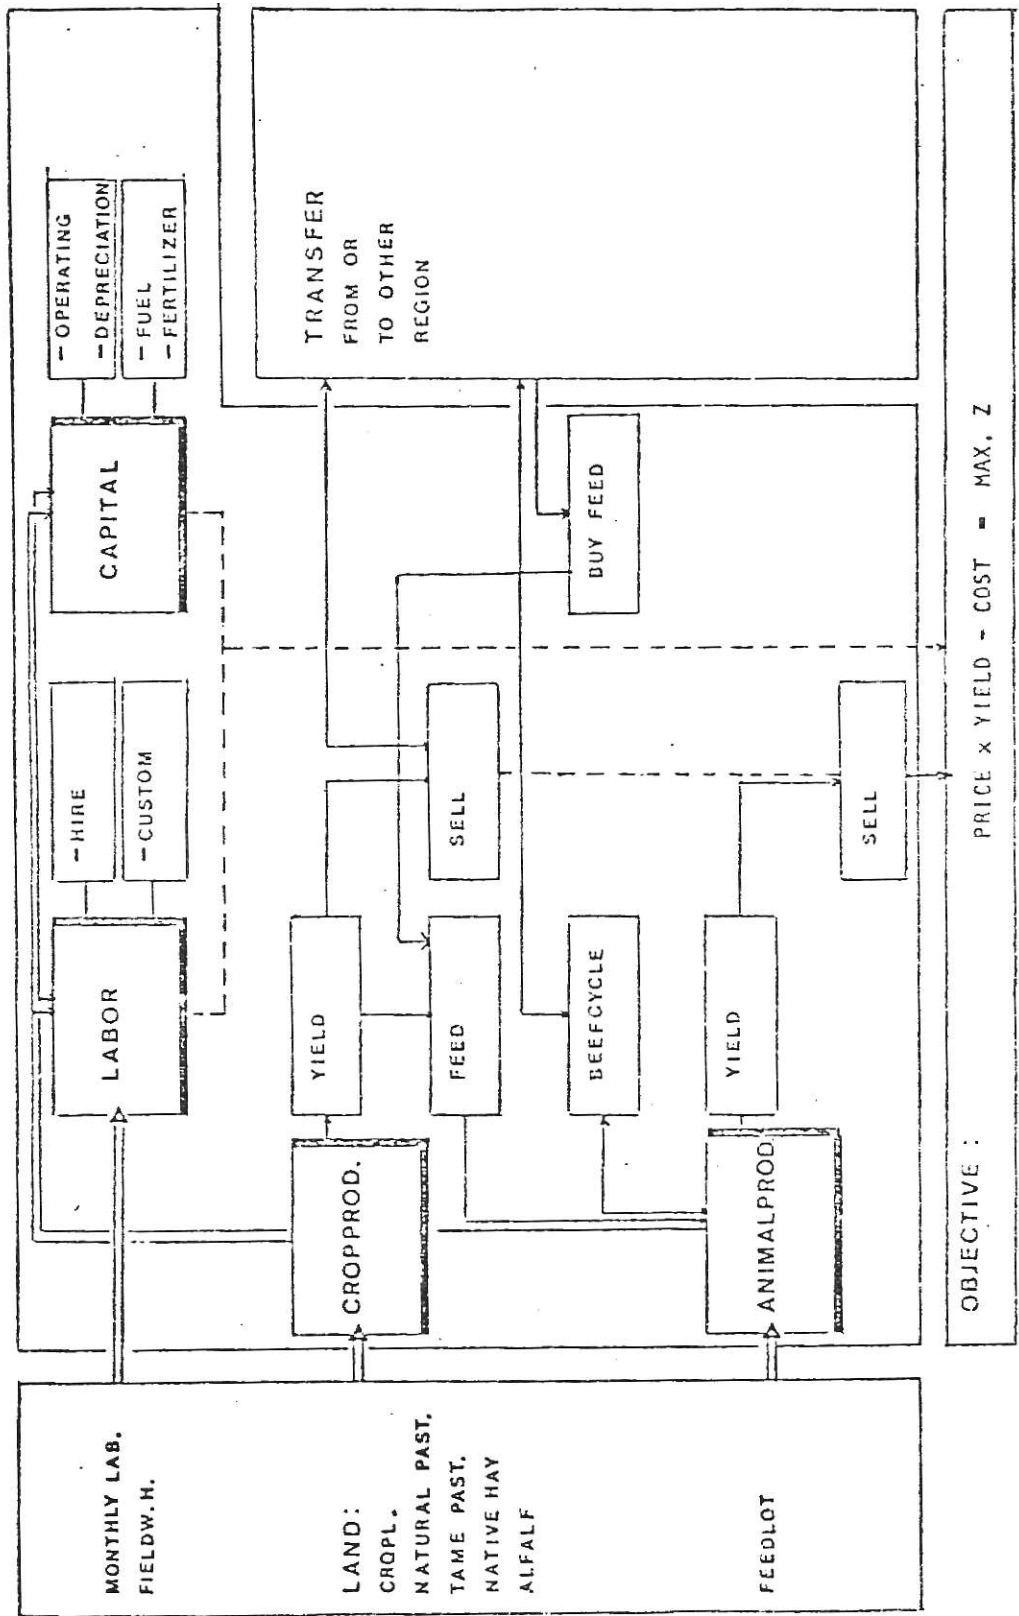 MONTHLY LAB.
FIELDW. H.
LAND:
CROPL.
NATURAL PAST.
TAME PAST.
NATIVE HAY
ALFALF
FEEDLOT
LABOR
- HIRE
- CUSTOM
CAPITAL
- OPERATING
- DEPRECIATION
- FUEL
- FERTILIZER
CROPPROD.
YIELD
FEED
SELL
BEEFCYCLE
BUY FEED
ANIMALPROD
YIELD
SELL
TRANSFER
FROM OR
TO OTHER
REGION
OBJECTIVE :
PRICE x YIELD - COST = MAX. Z